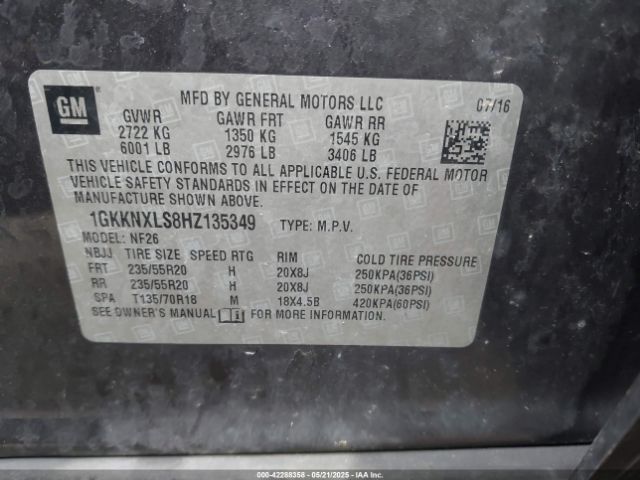 GM
MFD BY GENERAL MOTORS LLC 07/16
GVWR GAWR FRT GAWR RR
2722 KG 1350 KG 1545 KG
6001 LB 2976 LB 3406 LB
THIS VEHICLE CONFORMS TO ALL APPLICABLE U.S. FEDERAL MOTOR
VEHICLE SAFETY STANDARDS IN EFFECT ON THE DATE OF
MANUFACTURE SHOWN ABOVE.
1GKKNXLS8HZ135349 TYPE: M.P.V.
MODEL: NF26
NBJJ TIRE SIZE SPEED RTG RIM COLD TIRE PRESSURE
FRT 235/55R20 H 20X8J 250KPA(36PSI)
RR 235/55R20 H 20X8J 250KPA(36PSI)
SPA T135/70R18 M 18X4.5B 420KPA(60PSI)
SEE OWNER'S MANUAL FOR MORE INFORMATION.
000-42288358 - 05/21/2025 - IAA Inc.